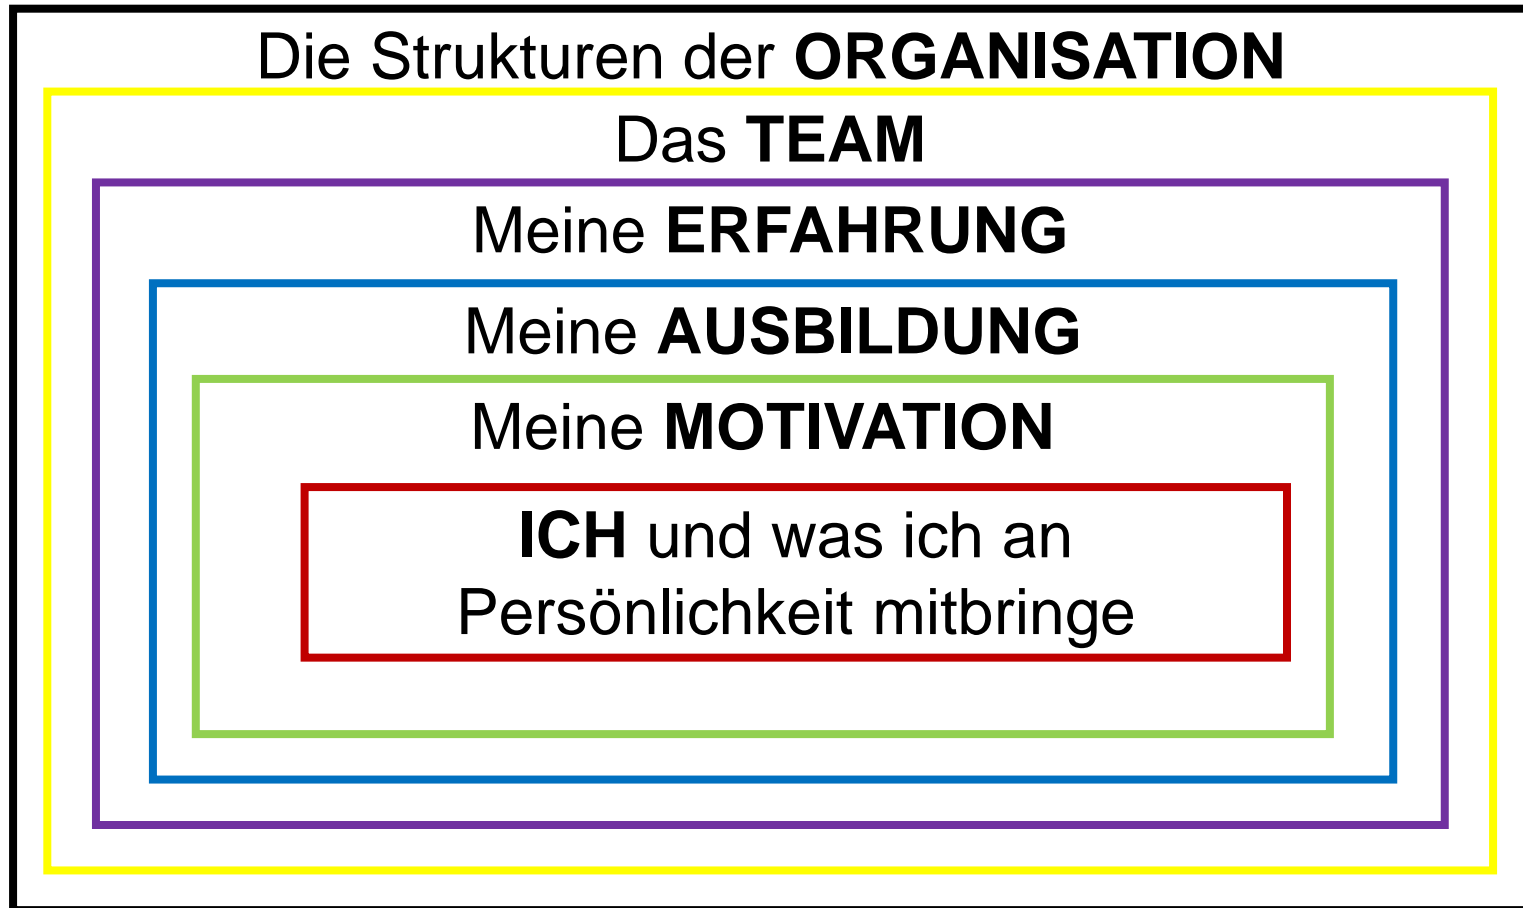 Die Strukturen der ORGANISATION
Das TEAM
Meine ERFAHRUNG
Meine AUSBILDUNG
Meine MOTIVATION
ICH und was ich an
Persönlichkeit mitbringe